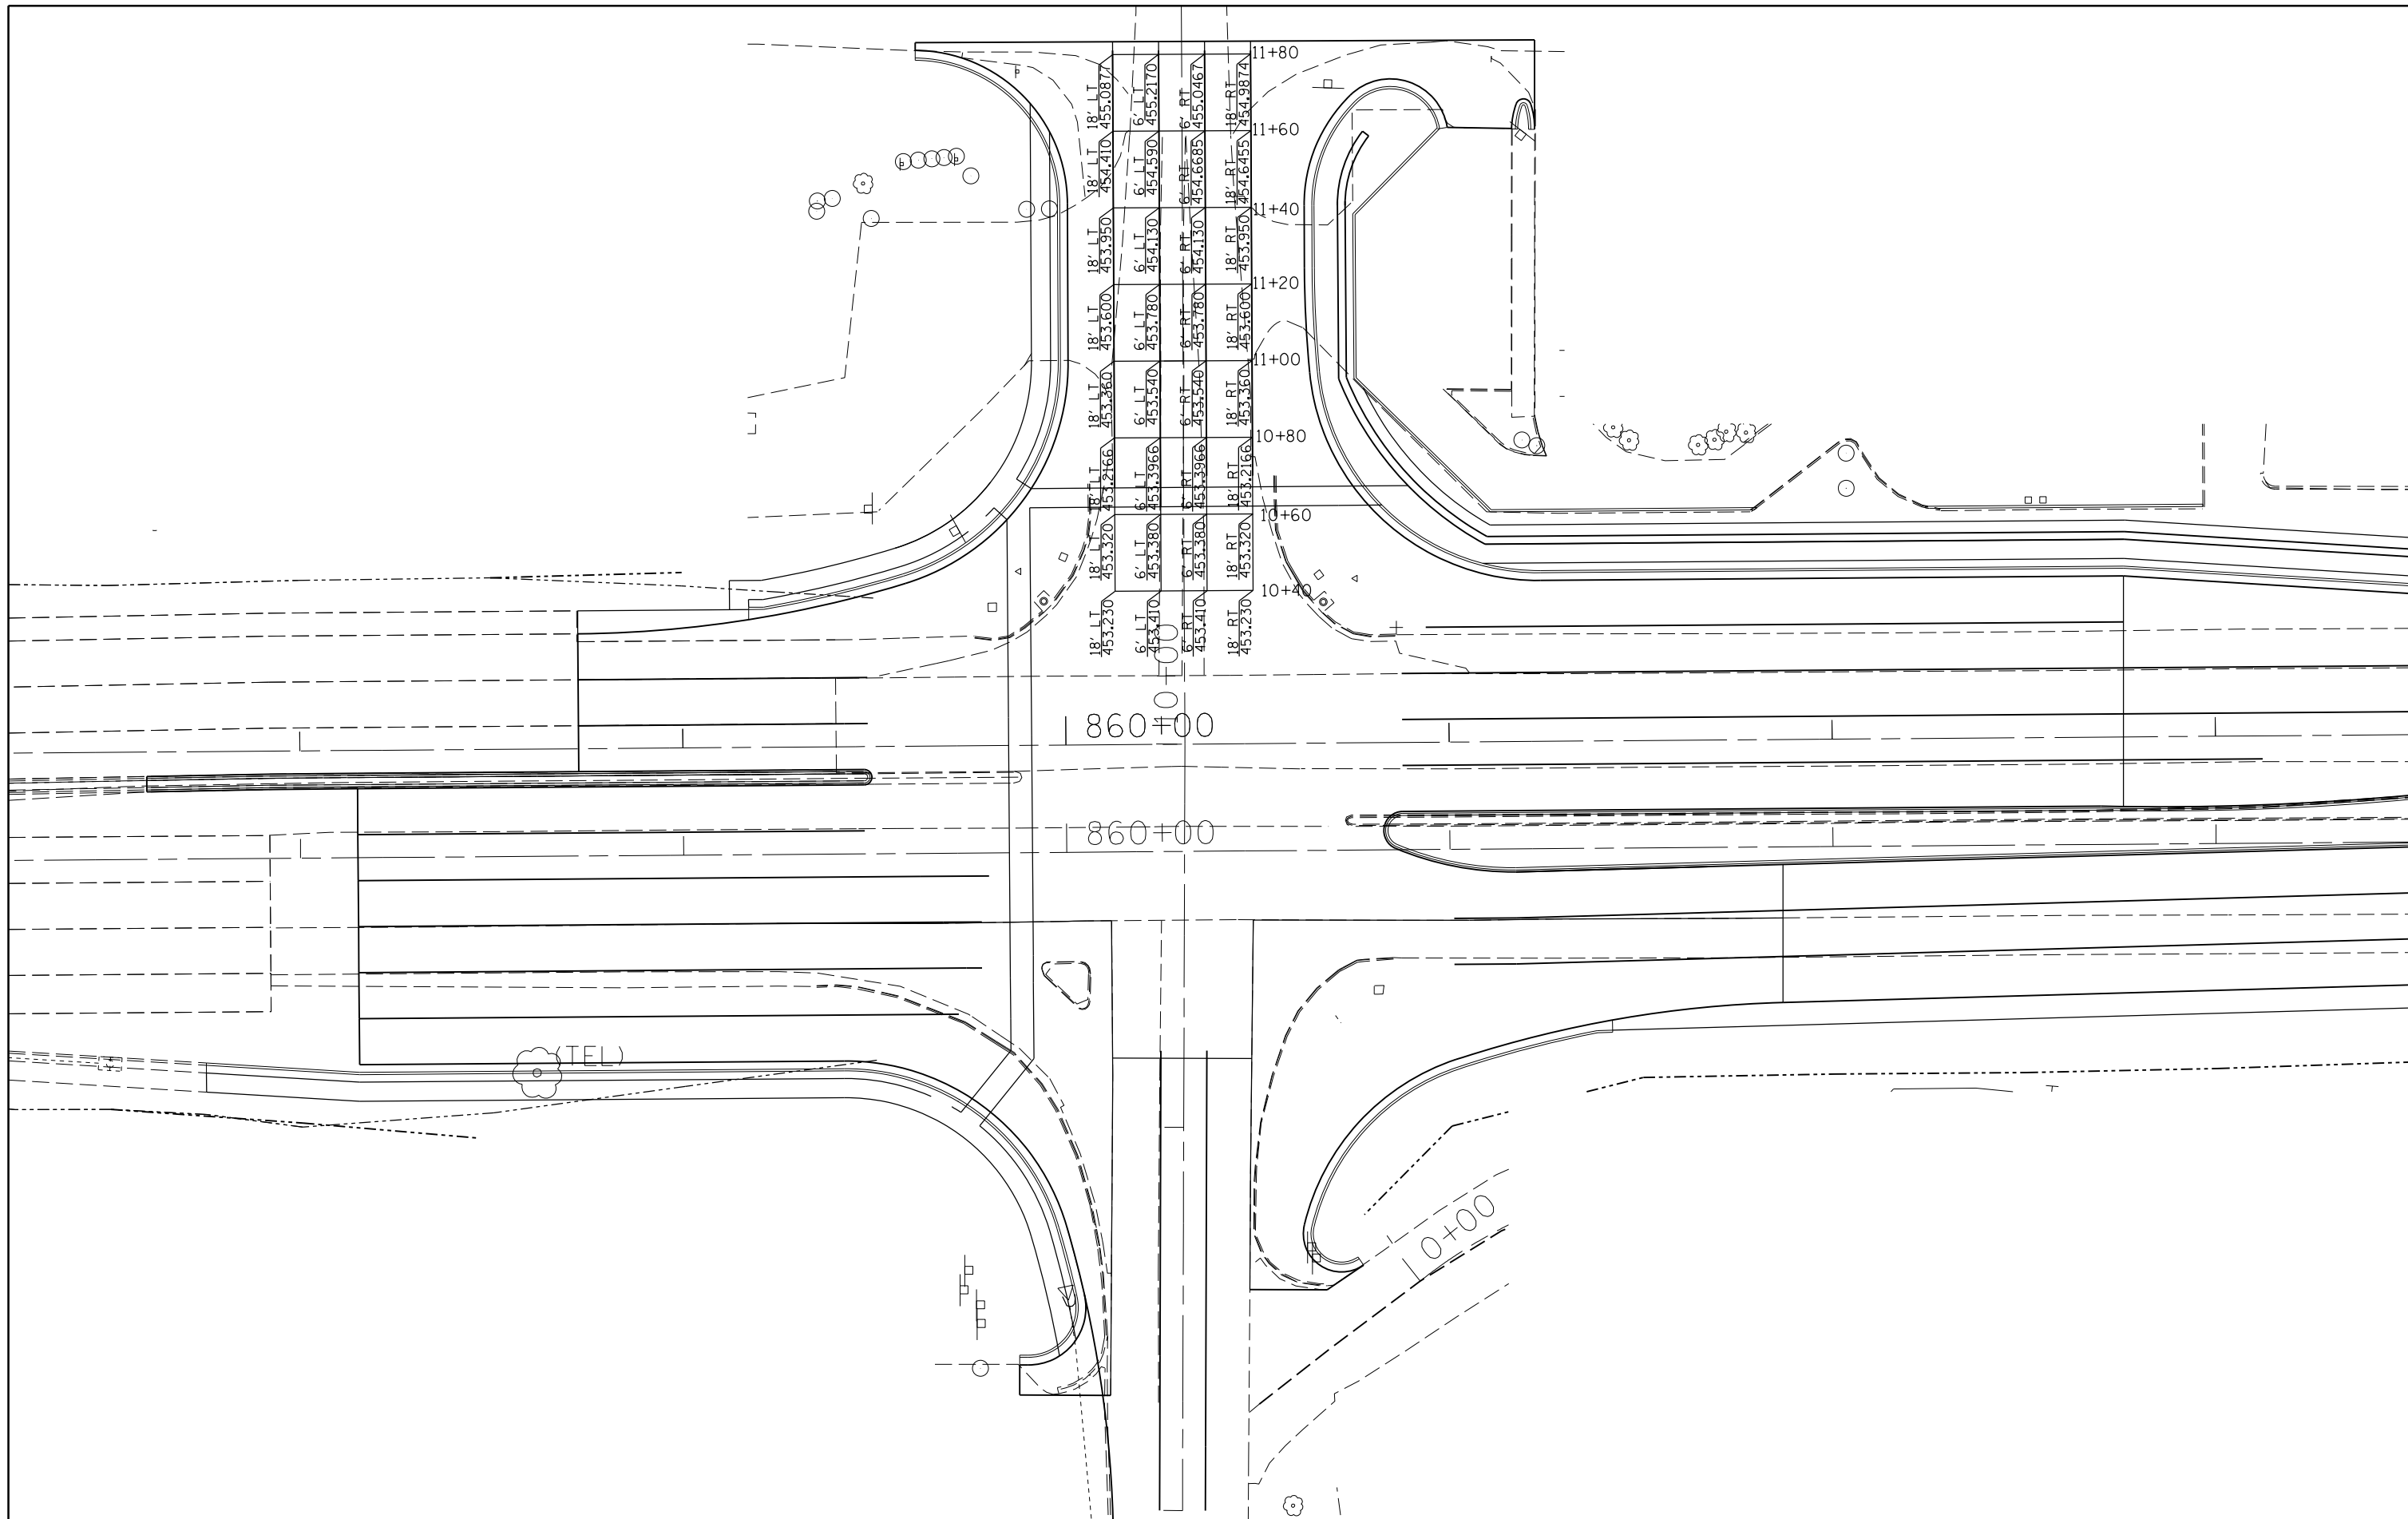 11+80
18' LT
455.0877
6' LT
455.2170
6' RT
455.0467
18' RT
454.9874
11+60
18' LT
454.410
6' LT
454.590
6' RT
454.6685
18' RT
454.6455
11+40
18' LT
453.950
6' LT
454.130
6' RT
454.130
18' RT
453.950
11+20
18' LT
453.600
6' LT
453.780
6' RT
453.780
18' RT
453.600
11+00
18' LT
453.360
6' LT
453.540
6' RT
453.540
18' RT
453.360
10+80
18' LT
453.2166
6' LT
453.3966
6' RT
453.3966
18' RT
453.2166
10+60
18' LT
453.320
6' LT
453.380
6' RT
453.380
18' RT
453.320
10+40
18' LT
453.230
6' LT
453.410
6' RT
453.410
18' RT
453.230
10+00
860+00
860+00
(TEL)
10+00